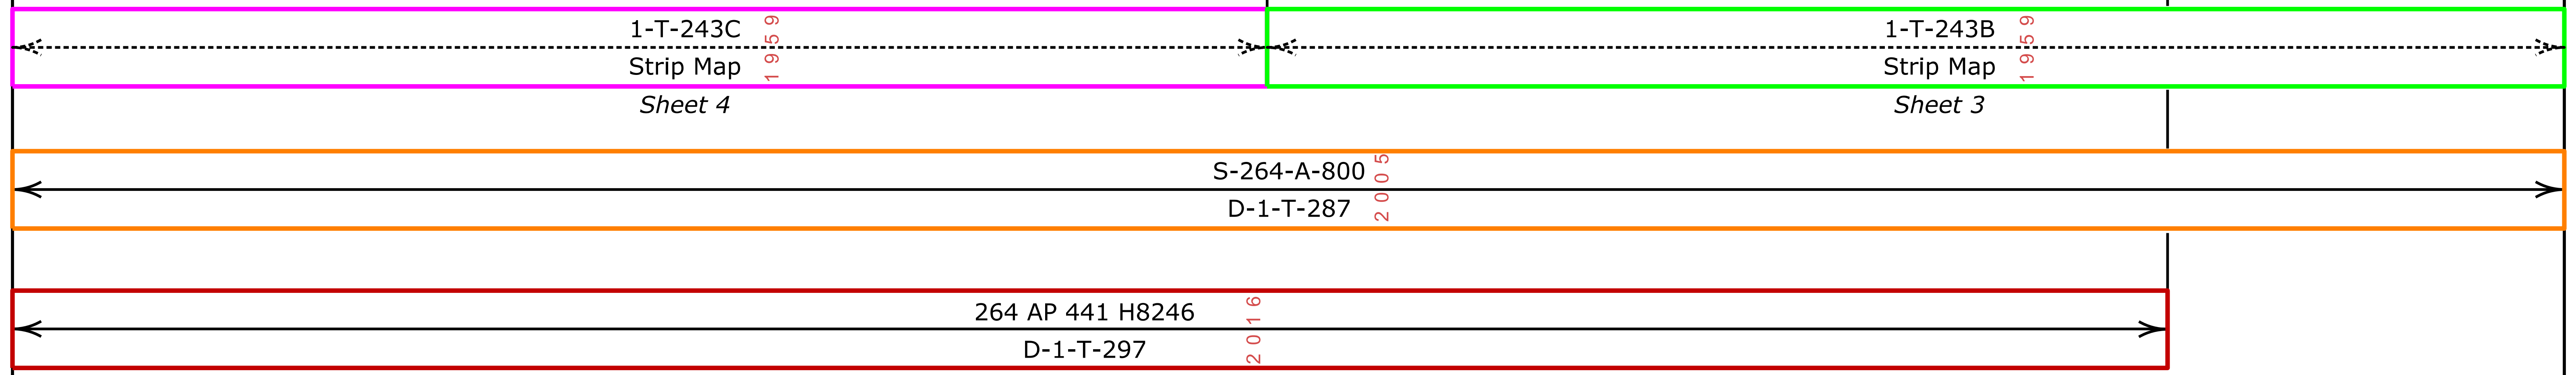 1-T-243C
Strip Map
1959
Sheet 4
1-T-243B
Strip Map
1959
Sheet 3
S-264-A-800
D-1-T-287
2005
264 AP 441 H8246
D-1-T-297
2016